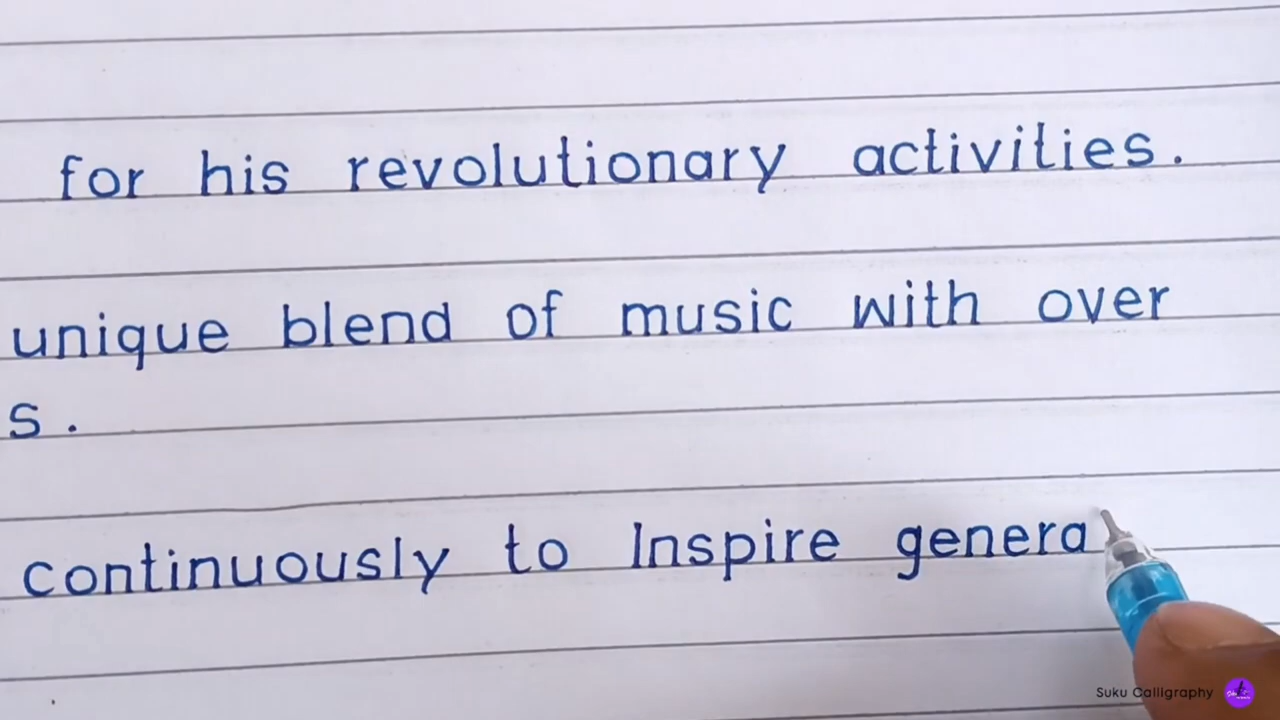 for his revolutionary activities.
unique blend of music with over
s.
continuously to Inspire genera
Suku Calligraphy